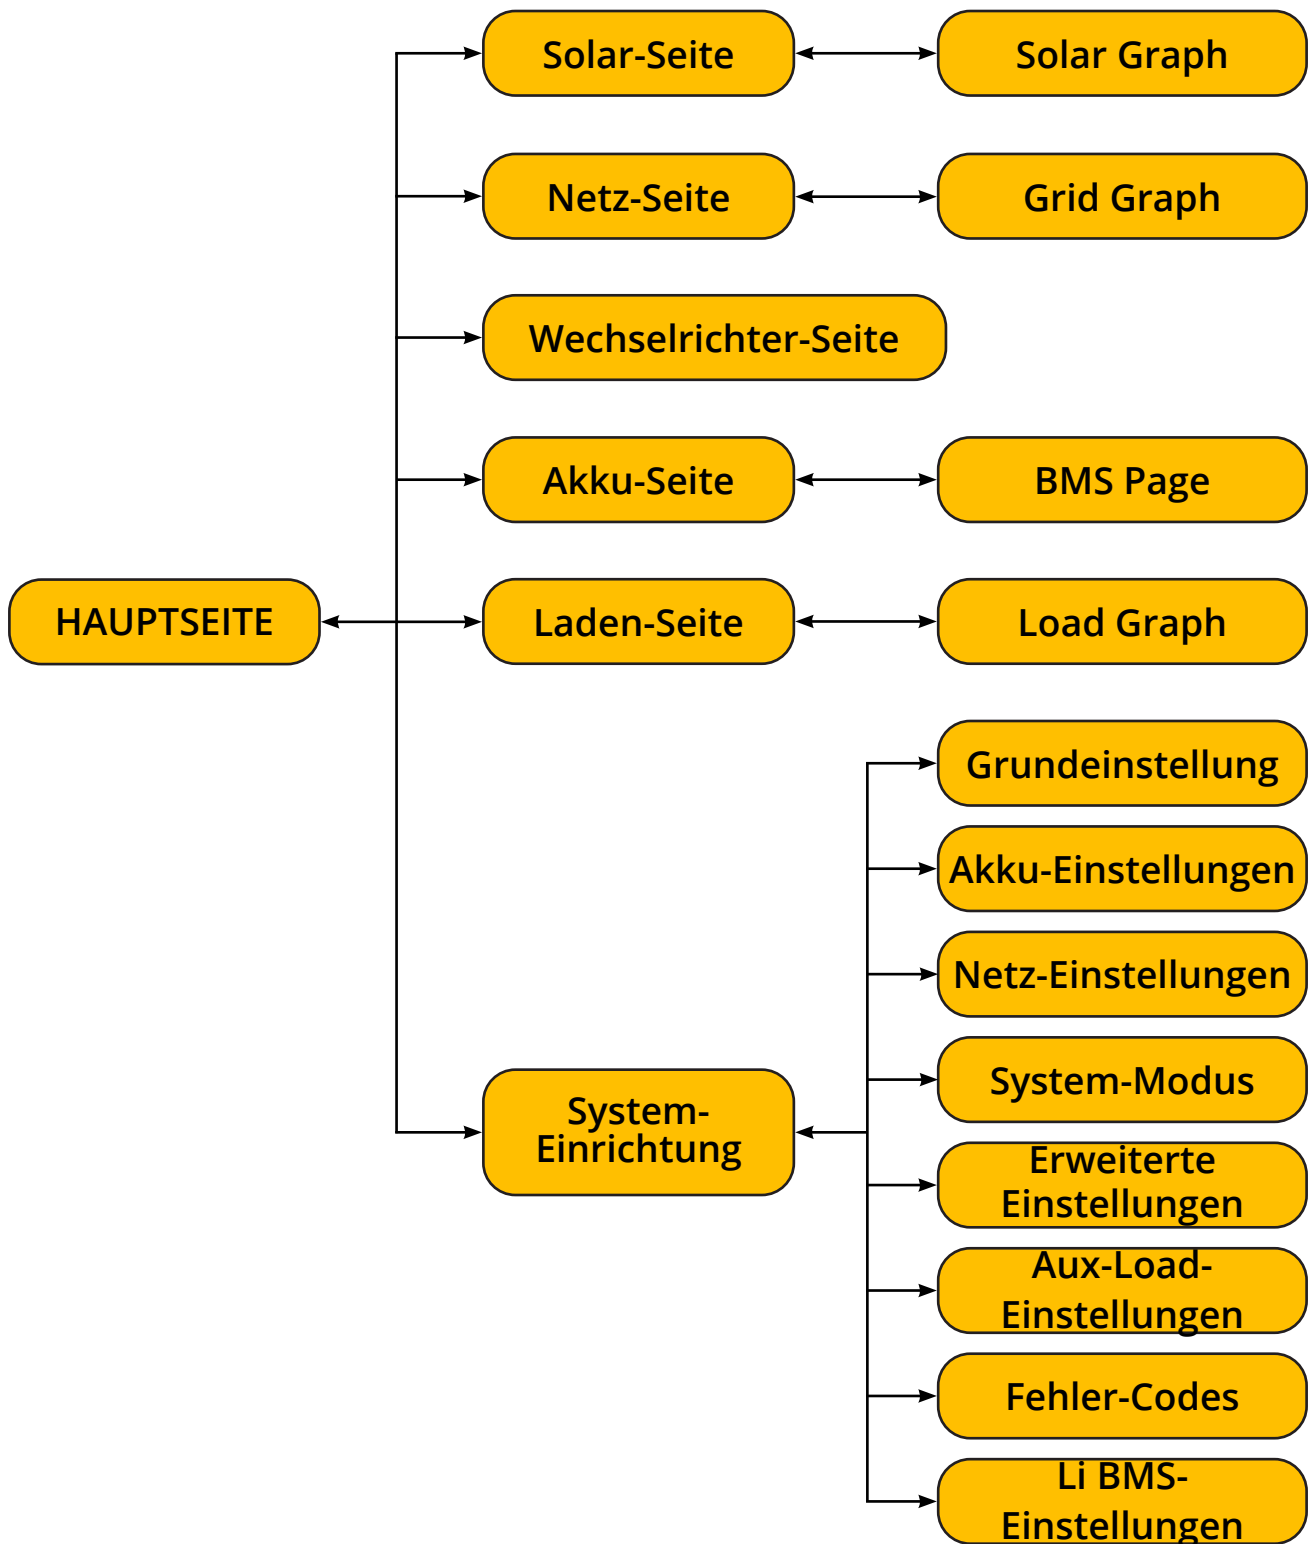 Solar-Seite
Solar Graph
Netz-Seite
Grid Graph
Wechselrichter-Seite
Akku-Seite
BMS Page
HAUPTSEITE
Laden-Seite
Load Graph
Grundeinstellung
Akku-Einstellungen
Netz-Einstellungen
System-Modus
System-
Einrichtung
Erweiterte
Einstellungen
Aux-Load-
Einstellungen
Fehler-Codes
Li BMS-
Einstellungen